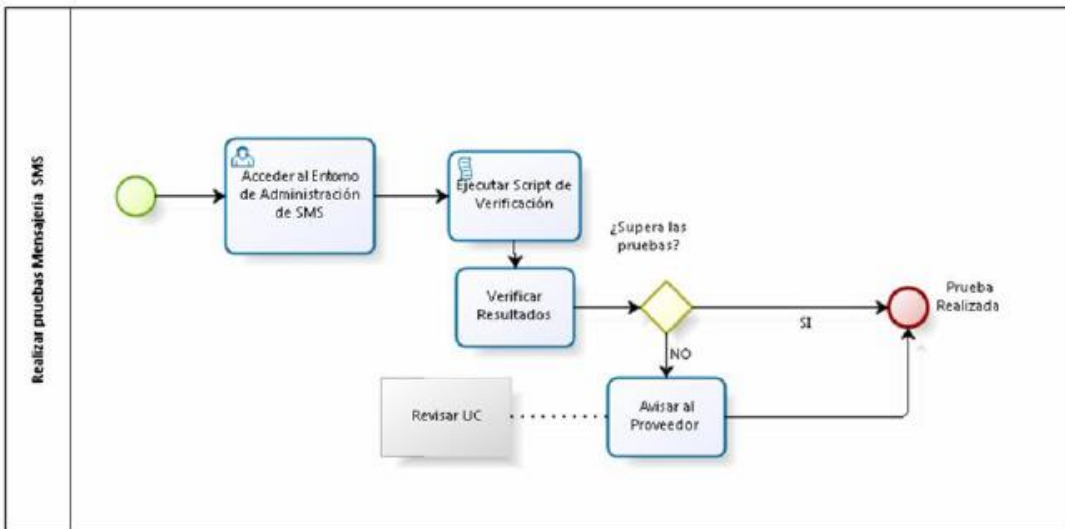 Realizar pruebas Mensajeria SMS
Acceder al Entorno
de Administración
de SMS
Ejecutar Script de
Verificación
¿Supera las
pruebas?
Verificar
Resultados
SI
Prueba
Realizada
NO
Revisar UC
Avisar al
Proveedor